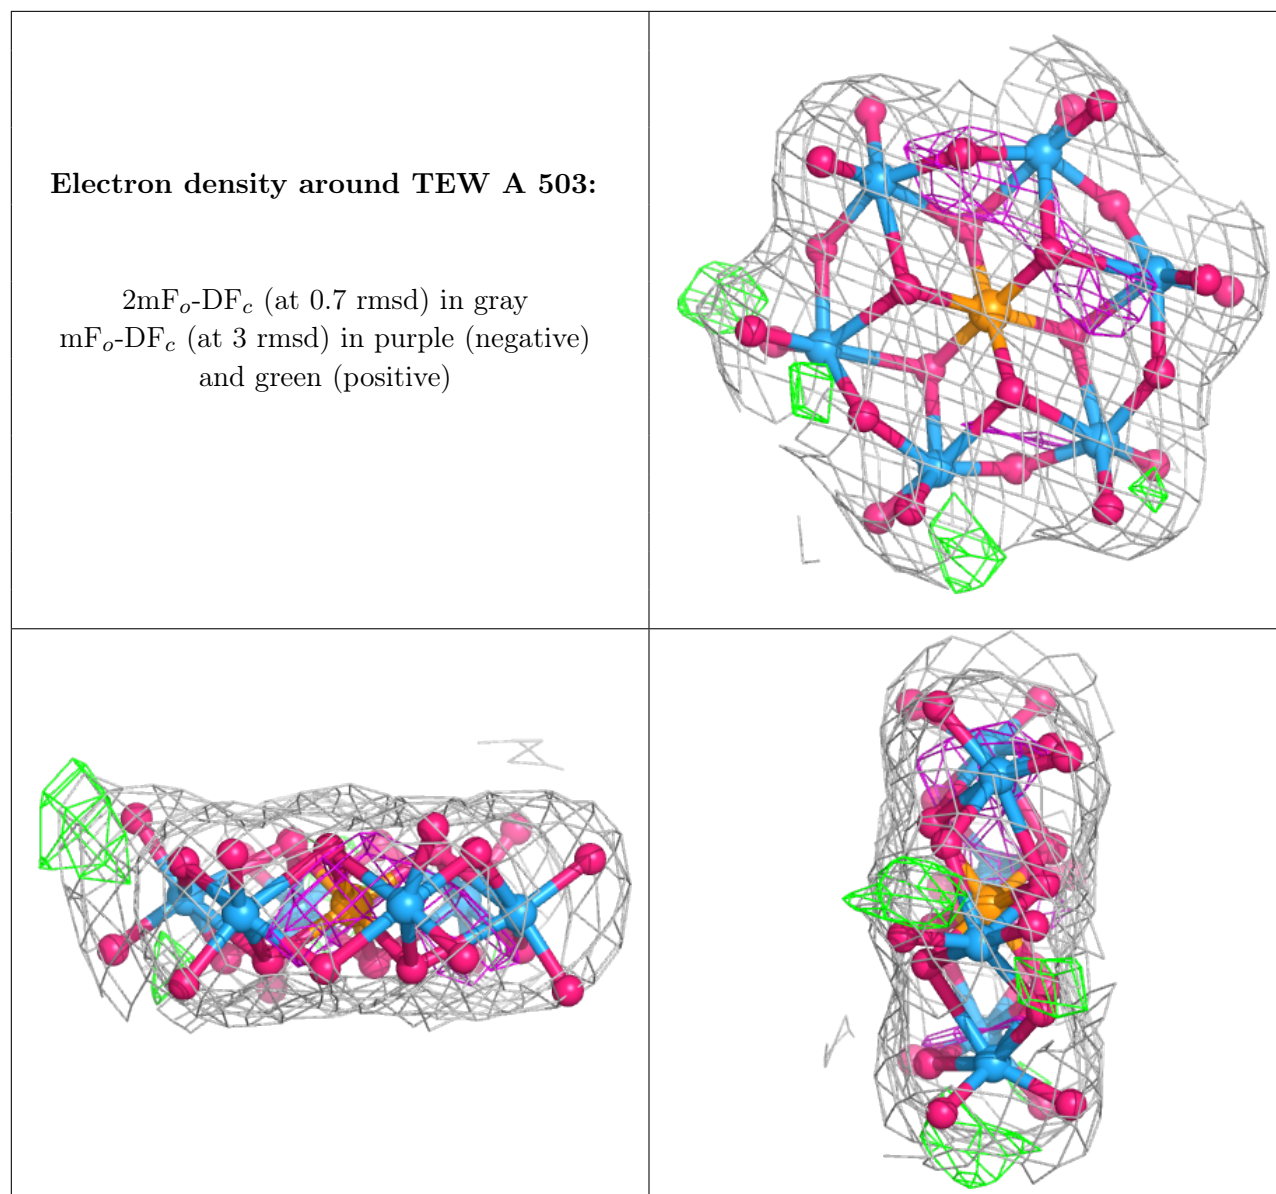 Electron density around TEW A 503:
2mFo-DFc (at 0.7 rmsd) in gray
mFo-DFc (at 3 rmsd) in purple (negative)
and green (positive)